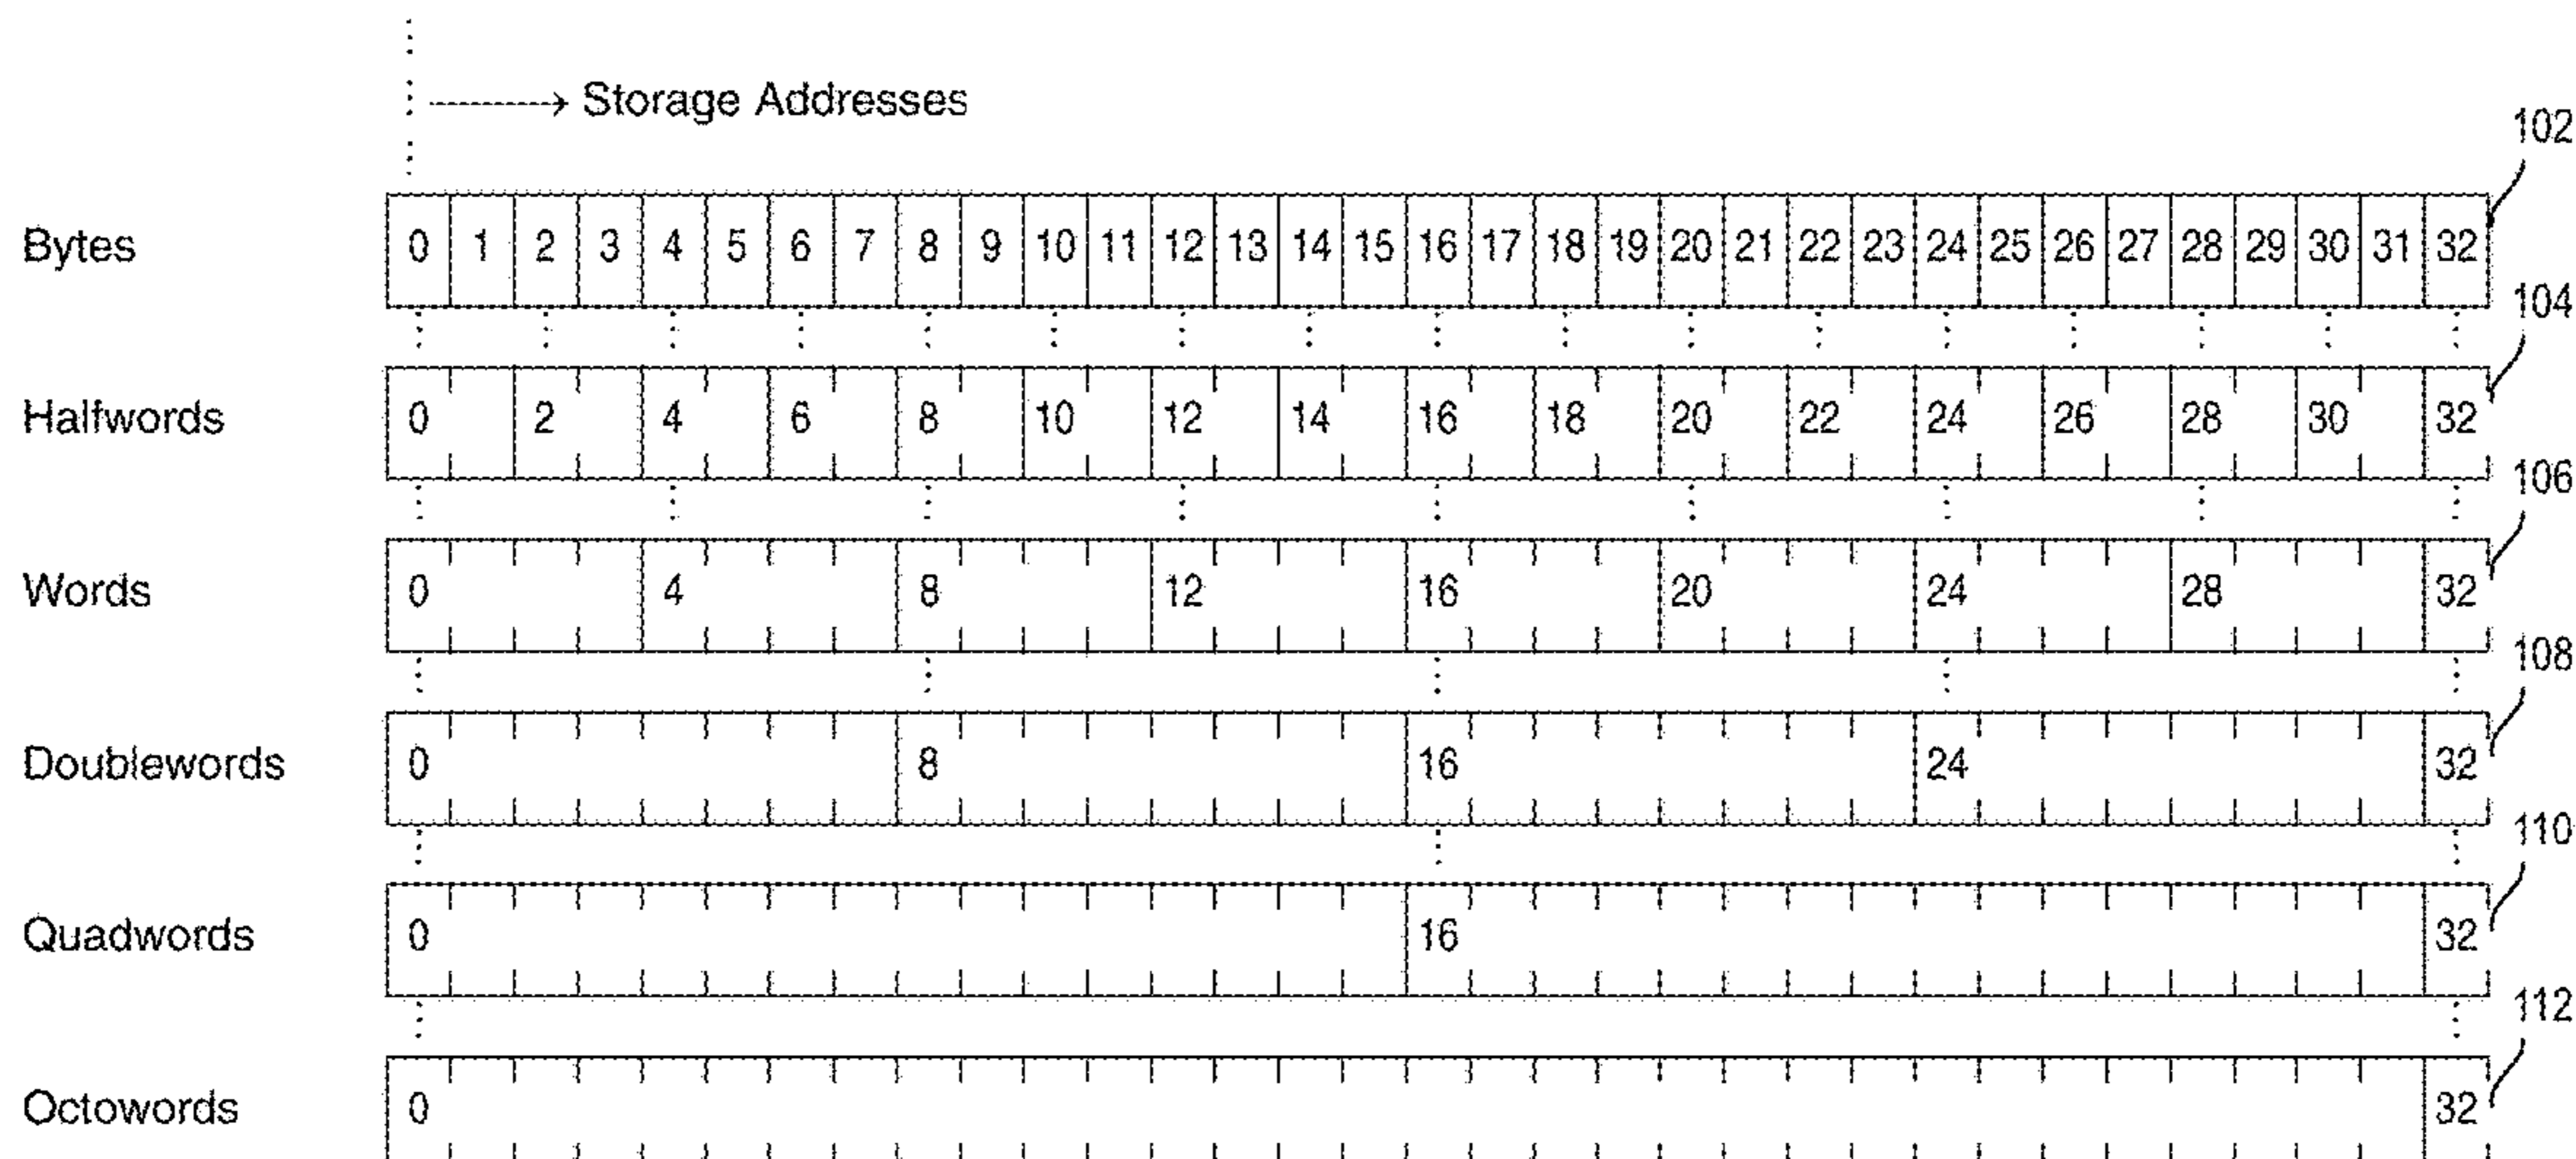 Storage Addresses
102
Bytes 0 1 2 3 4 5 6 7 8 9 10 11 12 13 14 15 16 17 18 19 20 21 22 23 24 25 26 27 28 29 30 31 32
104
Halfwords 0 2 4 6 8 10 12 14 16 18 20 22 24 26 28 30 32
106
Words 0 4 8 12 16 20 24 28 32
108
Doublewords 0 8 16 24 32
110
Quadwords 0 16 32
112
Octowords 0 32